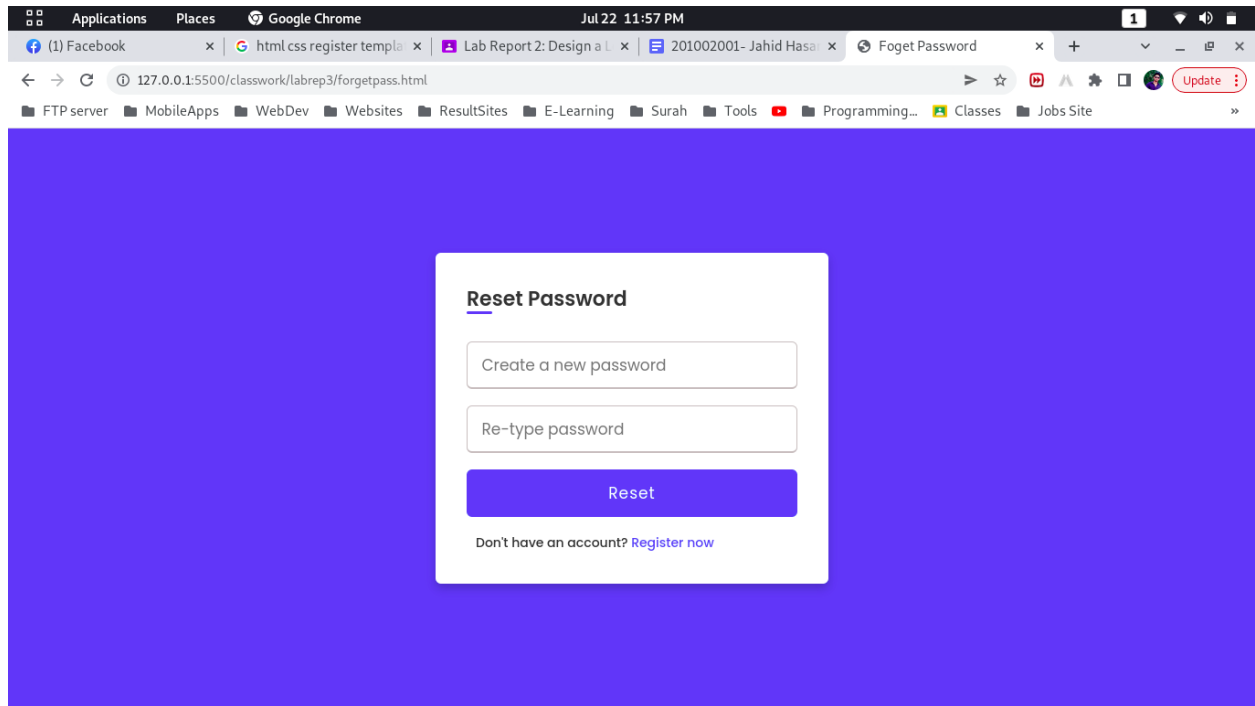 Applications Places Google Chrome Jul 22 11:57 PM 1
(1) Facebook html css register templa Lab Report 2: Design a L 201002001- Jahid Hasa Foget Password
127.0.0.1:5500/classwork/labrep3/forgetpass.html Update
FTP server MobileApps WebDev Websites ResultSites E-Learning Surah Tools Programming... Classes Jobs Site »
Reset Password
Create a new password
Re-type password
Reset
Don't have an account? Register now